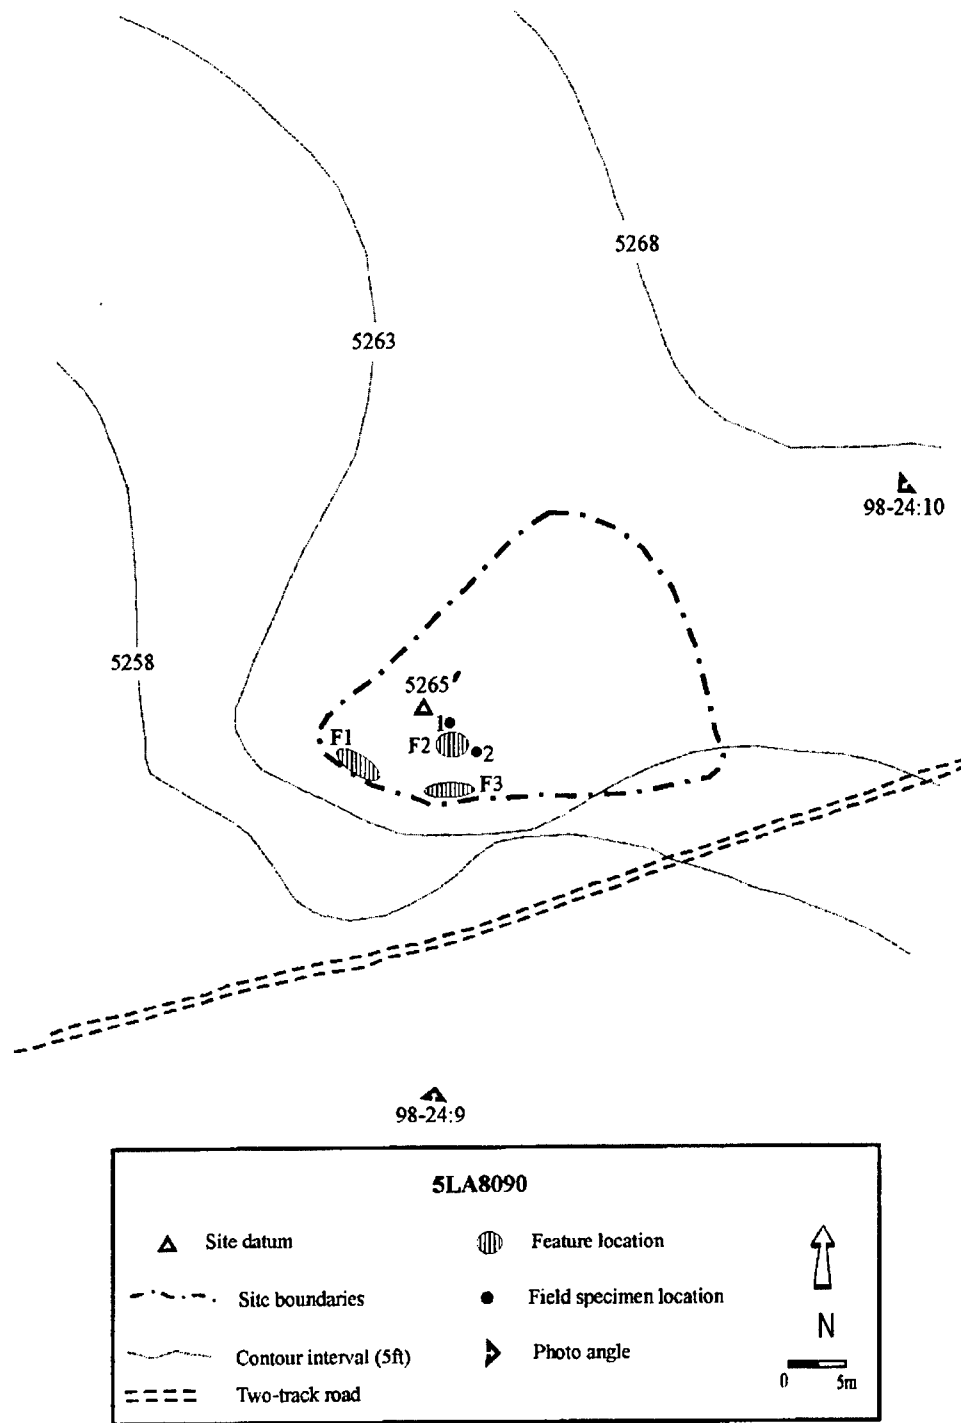 5268
5263
98-24:10
5258
5265'
1
F1
F2
2
F3
98-24:9
5LA8090
Site datum
Feature location
Site boundaries
Field specimen location
N
Contour interval (5ft)
Photo angle
0 5m
Two-track road